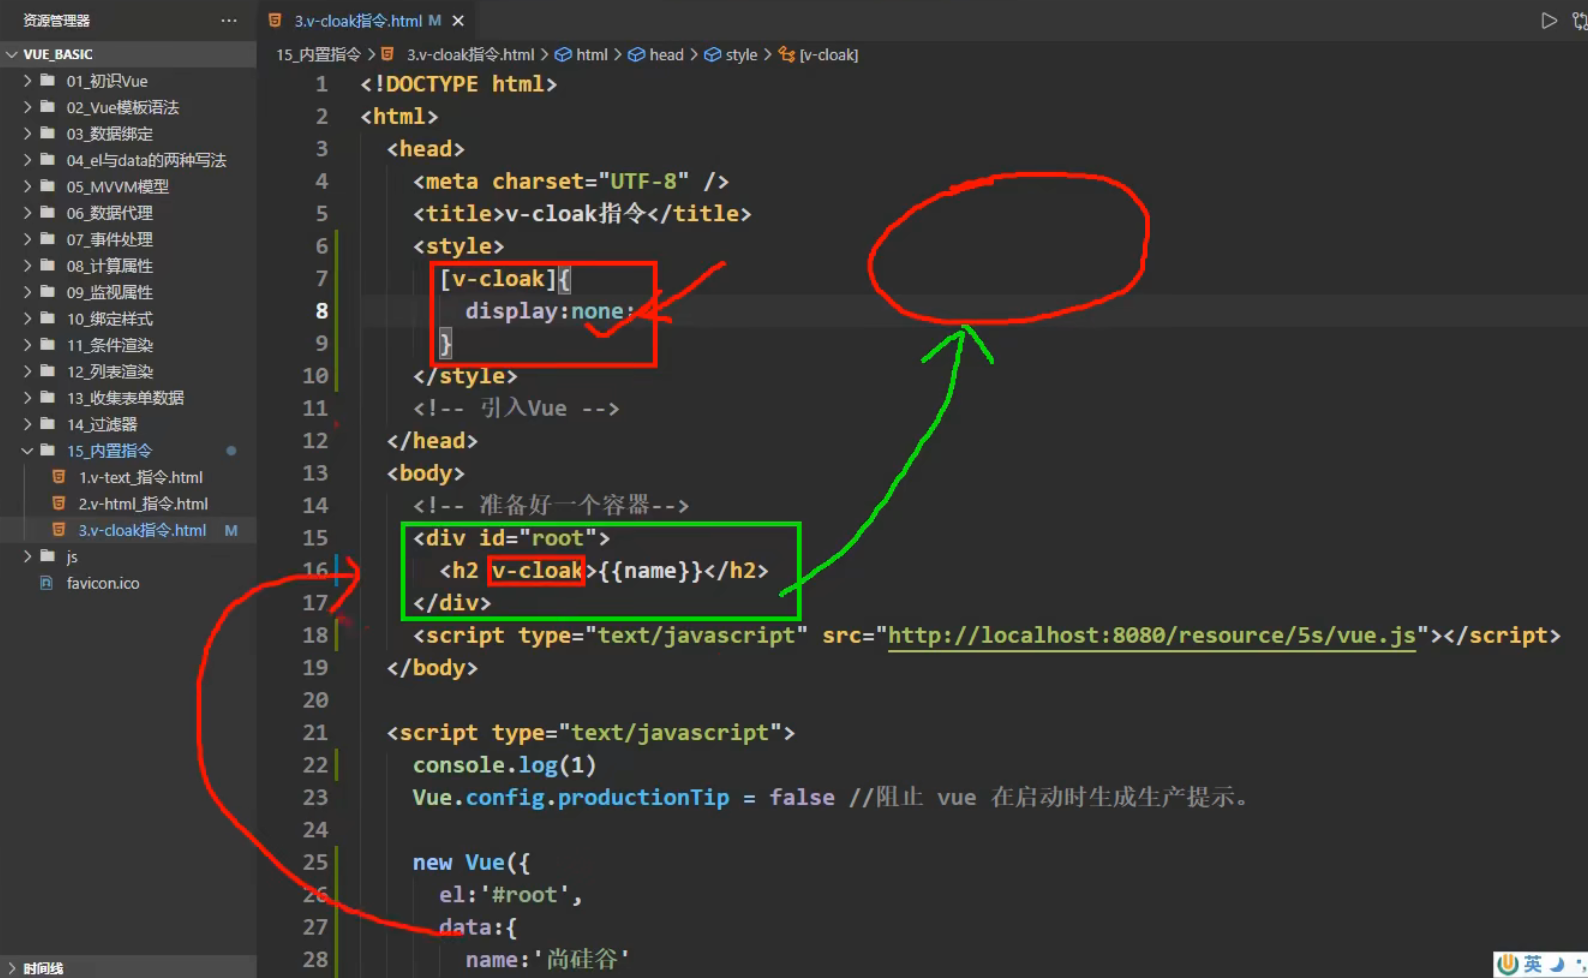 资源管理器 ···
VUE_BASIC
01_初识Vue
02_Vue模板语法
03_数据绑定
04_el与data的两种写法
05_MVVM模型
06_数据代理
07_事件处理
08_计算属性
09_监视属性
10_绑定样式
11_条件渲染
12_列表渲染
13_收集表单数据
14_过滤器
15_内置指令
1.v-text_指令.html
2.v-html_指令.html
3.v-cloak指令.html M
js
favicon.ico
时间线
3.v-cloak指令.html M
15_内置指令 > 3.v-cloak指令.html > html > head > style > [v-cloak]
1 <!DOCTYPE html>
2 <html>
3 <head>
4 <meta charset="UTF-8" />
5 <title>v-cloak指令</title>
6 <style>
7 [v-cloak]{
8 display:none;
9 }
10 </style>
11 <!-- 引入Vue -->
12 </head>
13 <body>
14 <!-- 准备好一个容器-->
15 <div id="root">
16 <h2 v-cloak>{{name}}</h2>
17 </div>
18 <script type="text/javascript" src="http://localhost:8080/resource/5s/vue.js"></script>
19 </body>
20
21 <script type="text/javascript">
22 console.log(1)
23 Vue.config.productionTip = false //阻止 vue 在启动时生成生产提示。
24
25 new Vue({
26 el:'#root',
27 data:{
28 name:'尚硅谷'
英